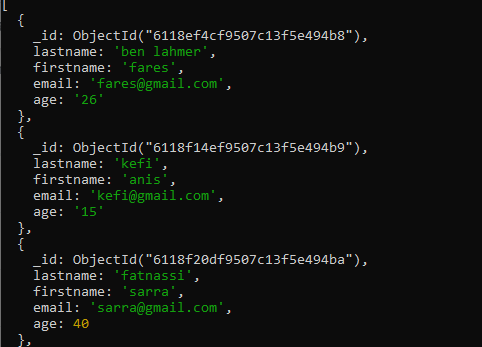 [
  {
    _id: ObjectId("6118ef4cf9507c13f5e494b8"),
    lastname: 'ben lahmer',
    firstname: 'fares',
    email: 'fares@gmail.com',
    age: '26'
  },
  {
    _id: ObjectId("6118f14ef9507c13f5e494b9"),
    lastname: 'kefi',
    firstname: 'anis',
    email: 'kefi@gmail.com',
    age: '15'
  },
  {
    _id: ObjectId("6118f20df9507c13f5e494ba"),
    lastname: 'fatnassi',
    firstname: 'sarra',
    email: 'sarra@gmail.com',
    age: 40
  },